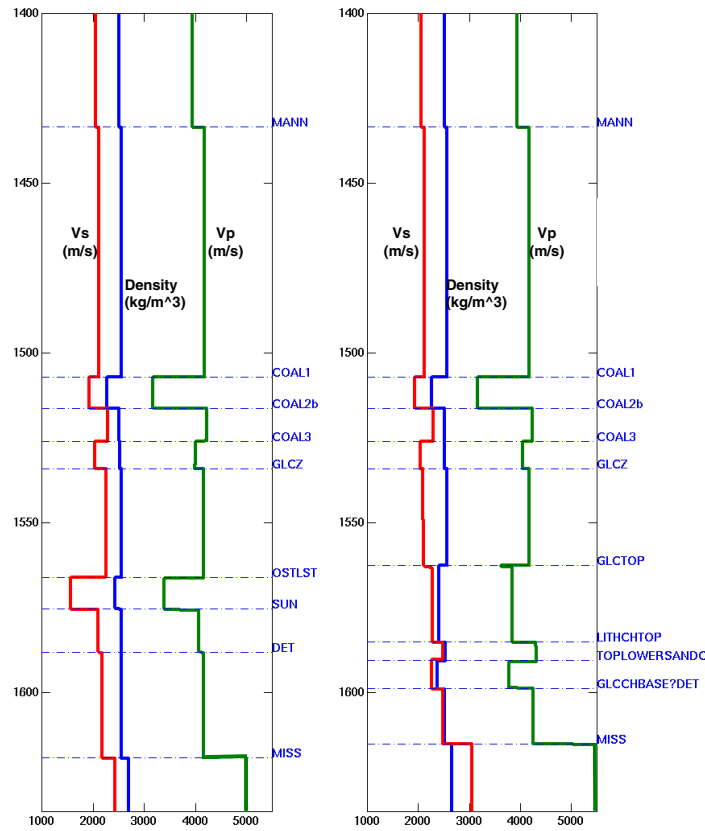 1400
MANN
1450
Vs
(m/s)
Vp
(m/s)
Density
(kg/m^3)
1500
COAL1
COAL2b
COAL3
GLCZ
1550
OSTLST
SUN
DET
1600
MISS
1000 2000 3000 4000 5000
1400
MANN
1450
Vs
(m/s)
Vp
(m/s)
Density
(kg/m^3)
1500
COAL1
COAL2b
COAL3
GLCZ
1550
GLCTOP
LITHCHTOP
TOPLOWERSANDC
GLCCHBASE?DET
1600
MISS
1000 2000 3000 4000 5000